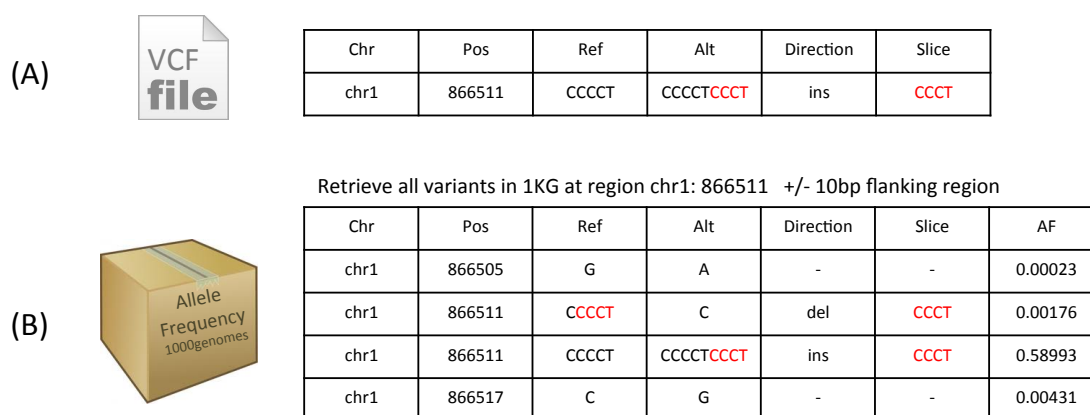 (A)
VCF
file
Chr Pos Ref Alt Direction Slice
chr1 866511 CCCCT CCCCTCCCT ins CCCT
Retrieve all variants in 1KG at region chr1: 866511 +/- 10bp flanking region
(B)
Allele
Frequency
1000genomes
Chr Pos Ref Alt Direction Slice AF
chr1 866505 G A - - 0.00023
chr1 866511 CCCCT C del CCCT 0.00176
chr1 866511 CCCCT CCCCTCCCT ins CCCT 0.58993
chr1 866517 C G - - 0.00431